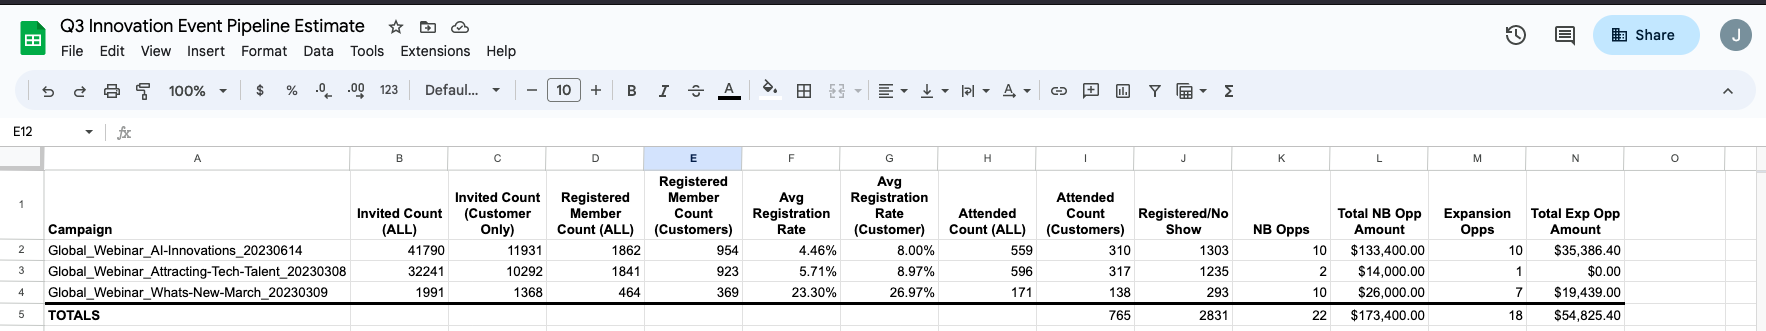 Q3 Innovation Event Pipeline Estimate
File Edit View Insert Format Data Tools Extensions Help
Share
J
100% $ % .0 .00 123 Defaul... − 10 + B I S A Σ
E12 fx
A B C D E F G H I J K L M N O
1 Campaign Invited Count (ALL) Invited Count (Customer Only) Registered Member Count (ALL) Registered Member Count (Customers) Avg Registration Rate Avg Registration Rate (Customer) Attended Count (ALL) Attended Count (Customers) Registered/No Show NB Opps Total NB Opp Amount Expansion Opps Total Exp Opp Amount
2 Global_Webinar_AI-Innovations_20230614 41790 11931 1862 954 4.46% 8.00% 559 310 1303 10 $133,400.00 10 $35,386.40
3 Global_Webinar_Attracting-Tech-Talent_20230308 32241 10292 1841 923 5.71% 8.97% 596 317 1235 2 $14,000.00 1 $0.00
4 Global_Webinar_Whats-New-March_20230309 1991 1368 464 369 23.30% 26.97% 171 138 293 10 $26,000.00 7 $19,439.00
5 TOTALS 765 2831 22 $173,400.00 18 $54,825.40